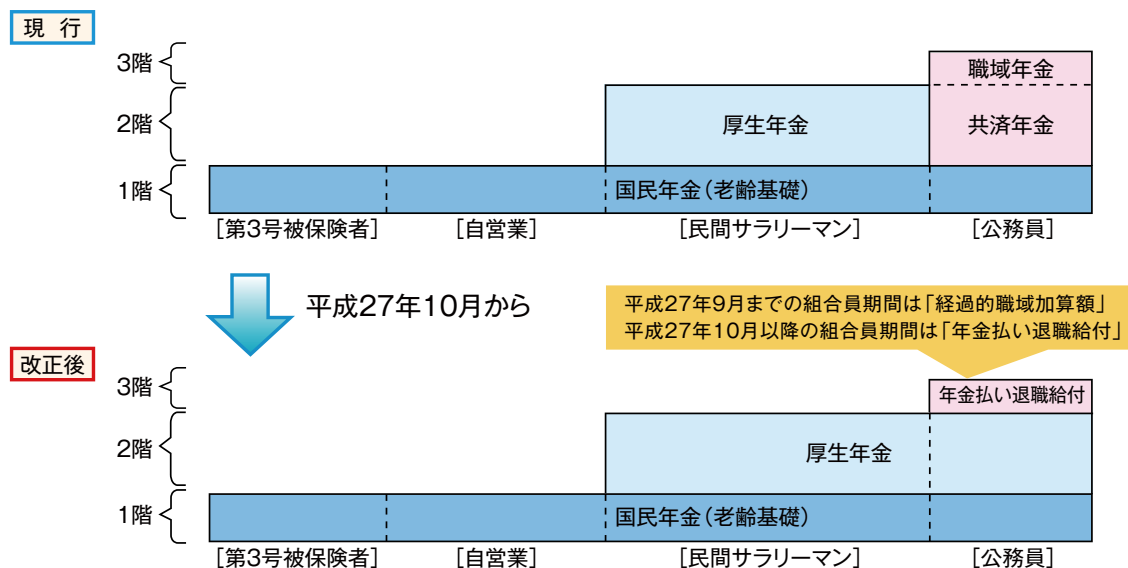 現 行
3階
職域年金
2階
厚生年金
共済年金
1階
国民年金(老齢基礎)
[第3号被保険者]
[自営業]
[民間サラリーマン]
[公務員]
平成27年10月から
平成27年9月までの組合員期間は「経過的職域加算額」
平成27年10月以降の組合員期間は「年金払い退職給付」
改正後
3階
年金払い退職給付
2階
厚生年金
1階
国民年金(老齢基礎)
[第3号被保険者]
[自営業]
[民間サラリーマン]
[公務員]